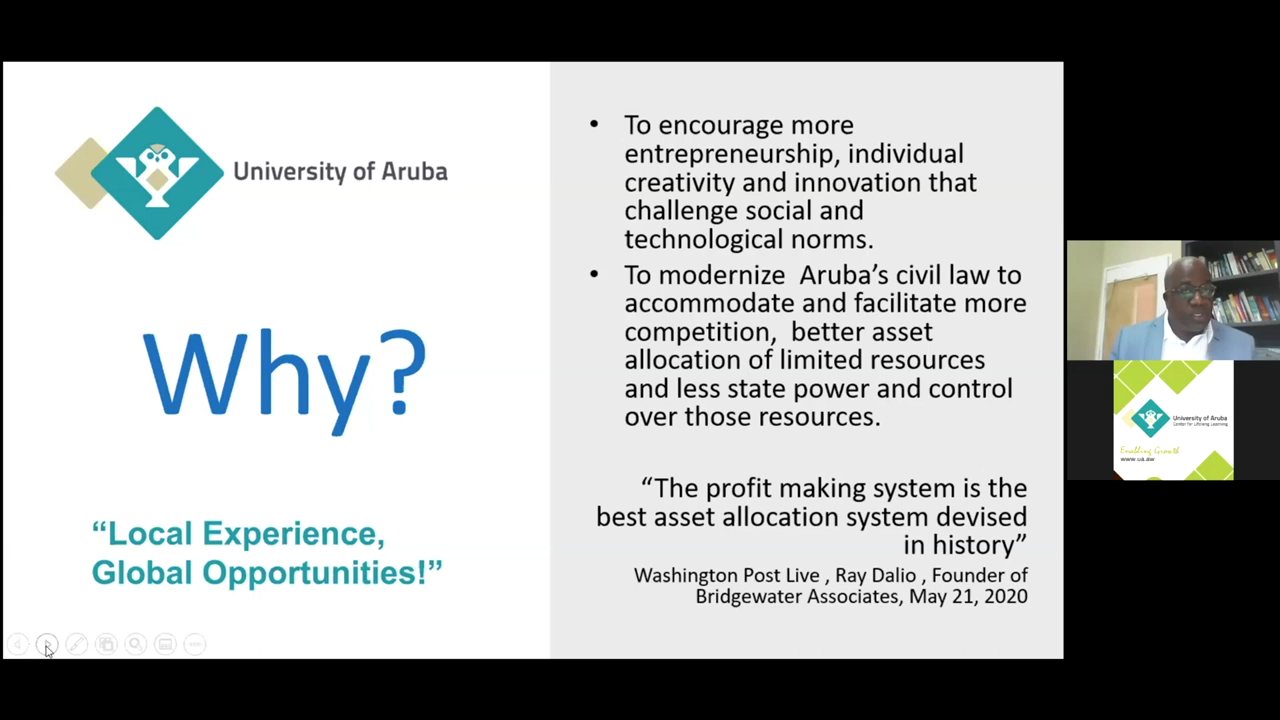 University of Aruba
Why?
“Local Experience,
Global Opportunities!”
• To encourage more
entrepreneurship, individual
creativity and innovation that
challenge social and
technological norms.
• To modernize  Aruba’s civil law to
accommodate and facilitate more
competition,  better asset
allocation of limited resources
and less state power and control
over those resources.
“The profit making system is the
best asset allocation system devised
in history”
Washington Post Live , Ray Dalio , Founder of
Bridgewater Associates, May 21, 2020
University of Aruba
Center for Lifelong Learning
Enabling Growth
www.ua.aw